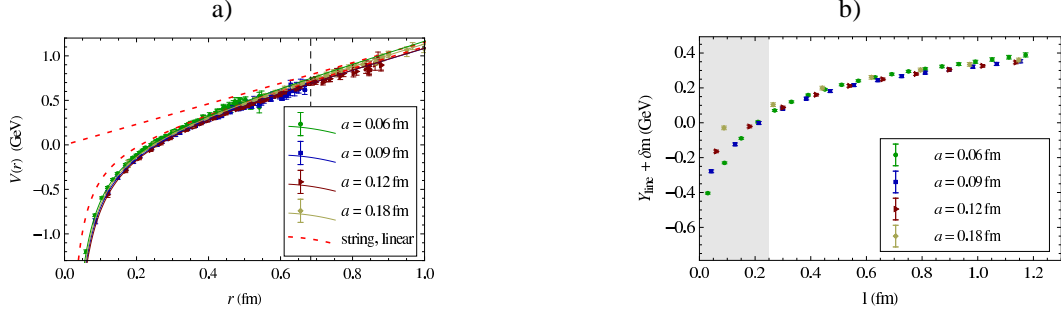 a)
V(r) (GeV)
1.0
0.5
0.0
−0.5
−1.0
a = 0.06 fm
a = 0.09 fm
a = 0.12 fm
a = 0.18 fm
string, linear
0.0 0.2 0.4 0.6 0.8 1.0
r (fm)
b)
Y_line + δm (GeV)
0.4
0.2
0.0
−0.2
−0.4
−0.6
a = 0.06 fm
a = 0.09 fm
a = 0.12 fm
a = 0.18 fm
0.0 0.2 0.4 0.6 0.8 1.0 1.2
l (fm)